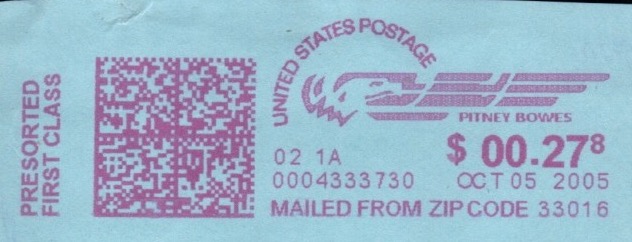 PRESORTED
FIRST CLASS
UNITED STATES POSTAGE
PITNEY BOWES
02 1A
$ 00.27⁸
0004333730 OCT 05 2005
MAILED FROM ZIP CODE 33016